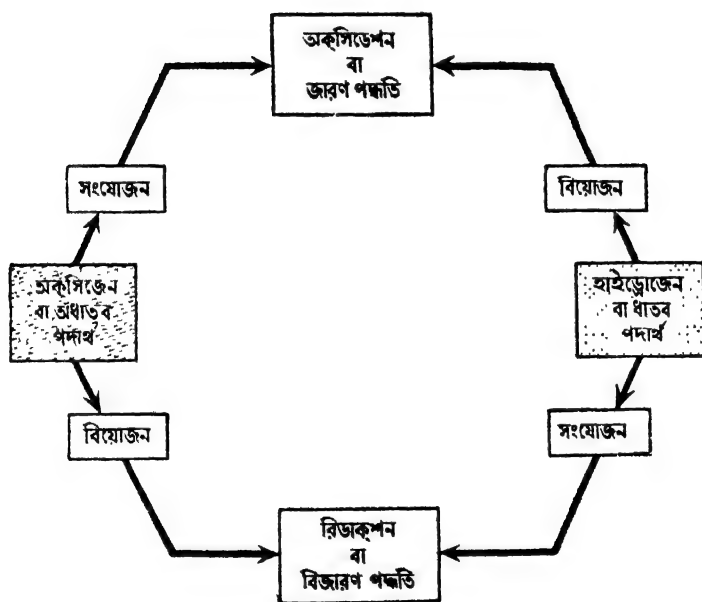 অক্‌সিডেশন
বা
জারণ পদ্ধতি
সংযোজন
বিয়োজন
অক্‌সিজেন
বা অধাতব
পদার্থ
হাইড্রোজেন
বা ধাতব
পদার্থ
বিয়োজন
সংযোজন
রিডাক্‌শন
বা
বিজারণ পদ্ধতি